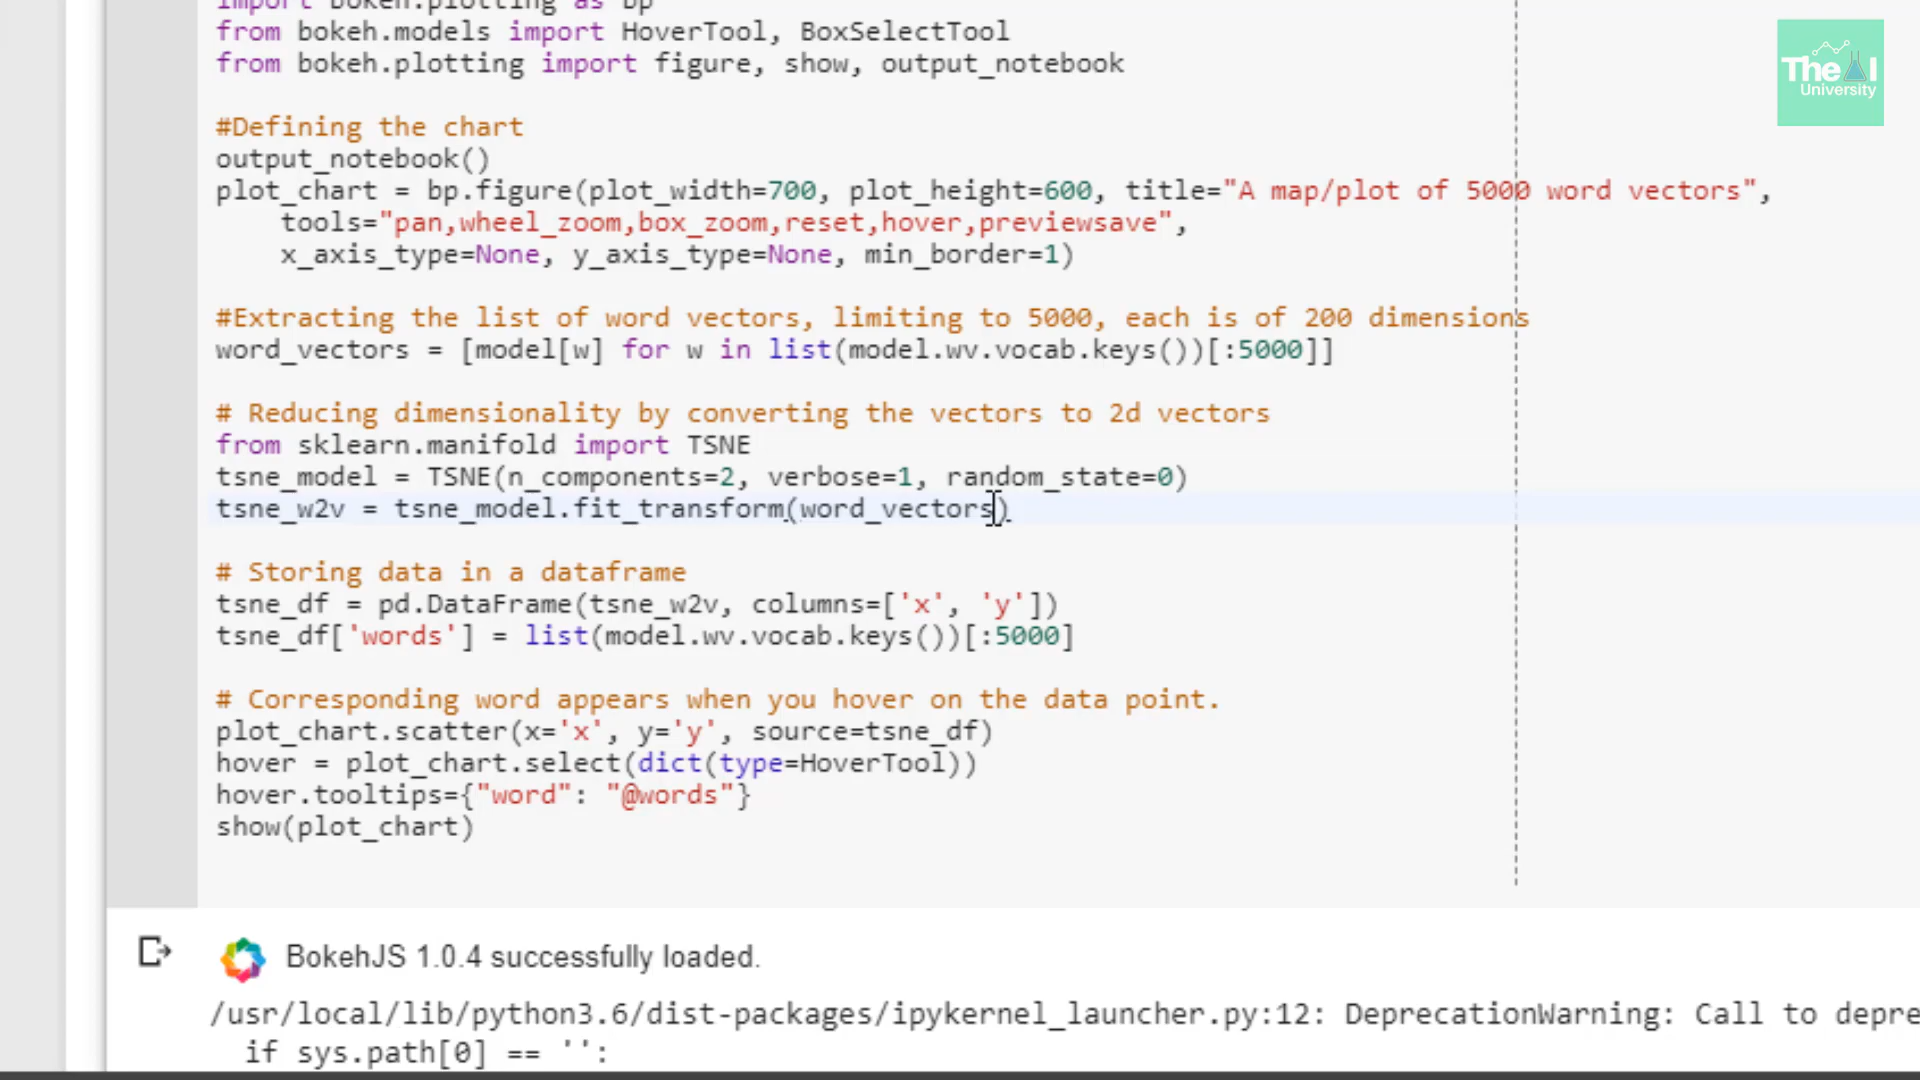 import bokeh.plotting as bp
from bokeh.models import HoverTool, BoxSelectTool
from bokeh.plotting import figure, show, output_notebook
The AI
University
#Defining the chart
output_notebook()
plot_chart = bp.figure(plot_width=700, plot_height=600, title="A map/plot of 5000 word vectors",
    tools="pan,wheel_zoom,box_zoom,reset,hover,previewsave",
    x_axis_type=None, y_axis_type=None, min_border=1)
#Extracting the list of word vectors, limiting to 5000, each is of 200 dimensions
word_vectors = [model[w] for w in list(model.wv.vocab.keys())[:5000]]
# Reducing dimensionality by converting the vectors to 2d vectors
from sklearn.manifold import TSNE
tsne_model = TSNE(n_components=2, verbose=1, random_state=0)
tsne_w2v = tsne_model.fit_transform(word_vectors)
# Storing data in a dataframe
tsne_df = pd.DataFrame(tsne_w2v, columns=['x', 'y'])
tsne_df['words'] = list(model.wv.vocab.keys())[:5000]
# Corresponding word appears when you hover on the data point.
plot_chart.scatter(x='x', y='y', source=tsne_df)
hover = plot_chart.select(dict(type=HoverTool))
hover.tooltips={"word": "@words"}
show(plot_chart)
BokehJS 1.0.4 successfully loaded.
/usr/local/lib/python3.6/dist-packages/ipykernel_launcher.py:12: DeprecationWarning: Call to depre
  if sys.path[0] == '':